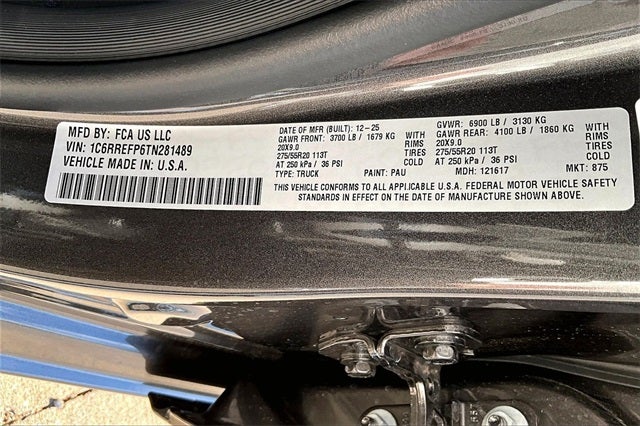 MFD BY: FCA US LLC
VIN: 1C6RREFP6TN281489
VEHICLE MADE IN: U.S.A.
DATE OF MFR (BUILT): 12-25
GAWR FRONT: 3700 LB / 1679 KG
WITH
20X9.0
RIMS
275/55R20 113T
TIRES
AT 250 kPa / 36 PSI
COLD
TYPE: TRUCK
PAINT: PAU
GVWR: 6900 LB / 3130 KG
GAWR REAR: 4100 LB / 1860 KG
WITH
20X9.0
RIMS
275/55R20 113T
TIRES
AT 250 kPa / 36 PSI
COLD
MDH: 121617
MKT: 875
THIS VEHICLE CONFORMS TO ALL APPLICABLE U.S.A. FEDERAL MOTOR VEHICLE SAFETY
STANDARDS IN EFFECT ON THE DATE OF MANUFACTURE SHOWN ABOVE.